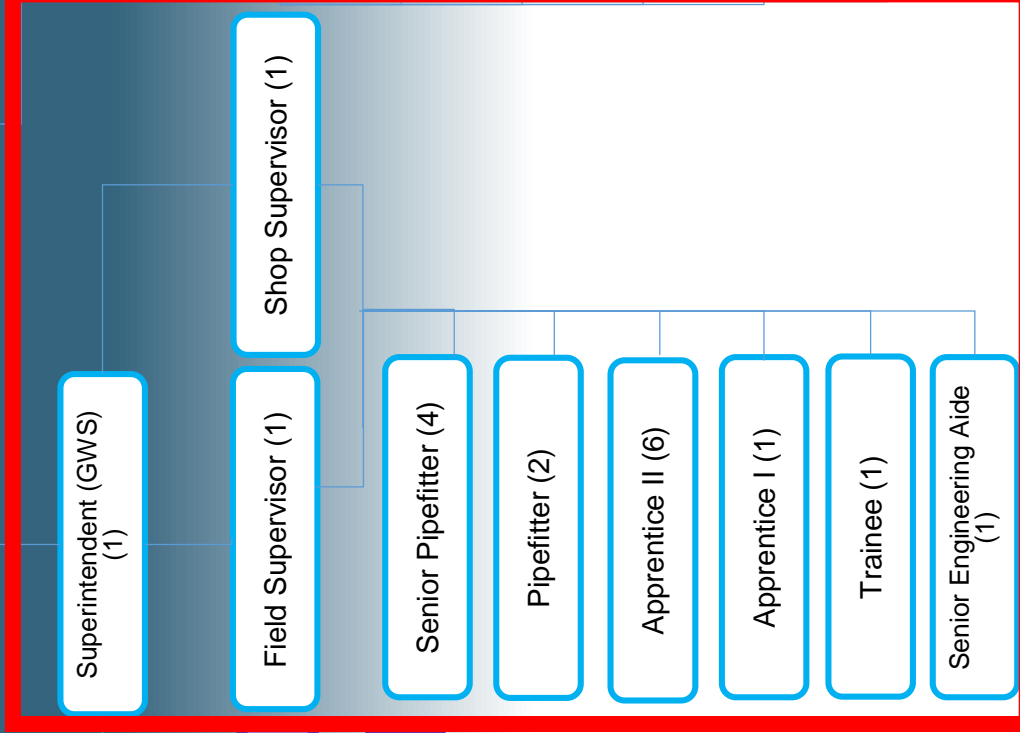 Superintendent (GWS)
(1)
Field Supervisor (1)
Shop Supervisor (1)
Senior Pipefitter (4)
Pipefitter (2)
Apprentice II (6)
Apprentice I (1)
Trainee (1)
Senior Engineering Aide
(1)